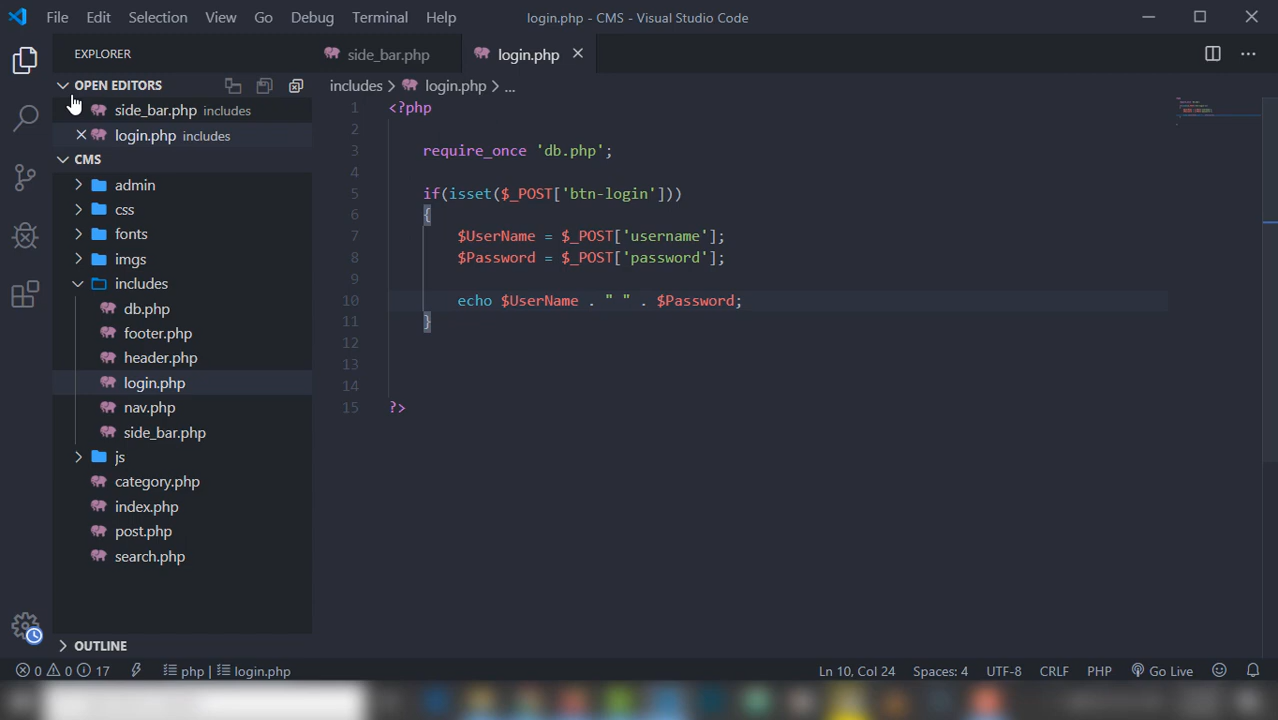 File Edit Selection View Go Debug Terminal Help login.php - CMS - Visual Studio Code
EXPLORER side_bar.php login.php
OPEN EDITORS
side_bar.php includes
login.php includes
CMS
admin
css
fonts
imgs
includes
db.php
footer.php
header.php
login.php
nav.php
side_bar.php
js
category.php
index.php
post.php
search.php
OUTLINE
includes > login.php > ...
1 <?php
2
3 require_once 'db.php';
4
5 if(isset($_POST['btn-login']))
6 {
7 $UserName = $_POST['username'];
8 $Password = $_POST['password'];
9
10 echo $UserName . " " . $Password;
11 }
12
13
14
15 ?>
0 0 17 php | login.php Ln 10, Col 24 Spaces: 4 UTF-8 CRLF PHP Go Live